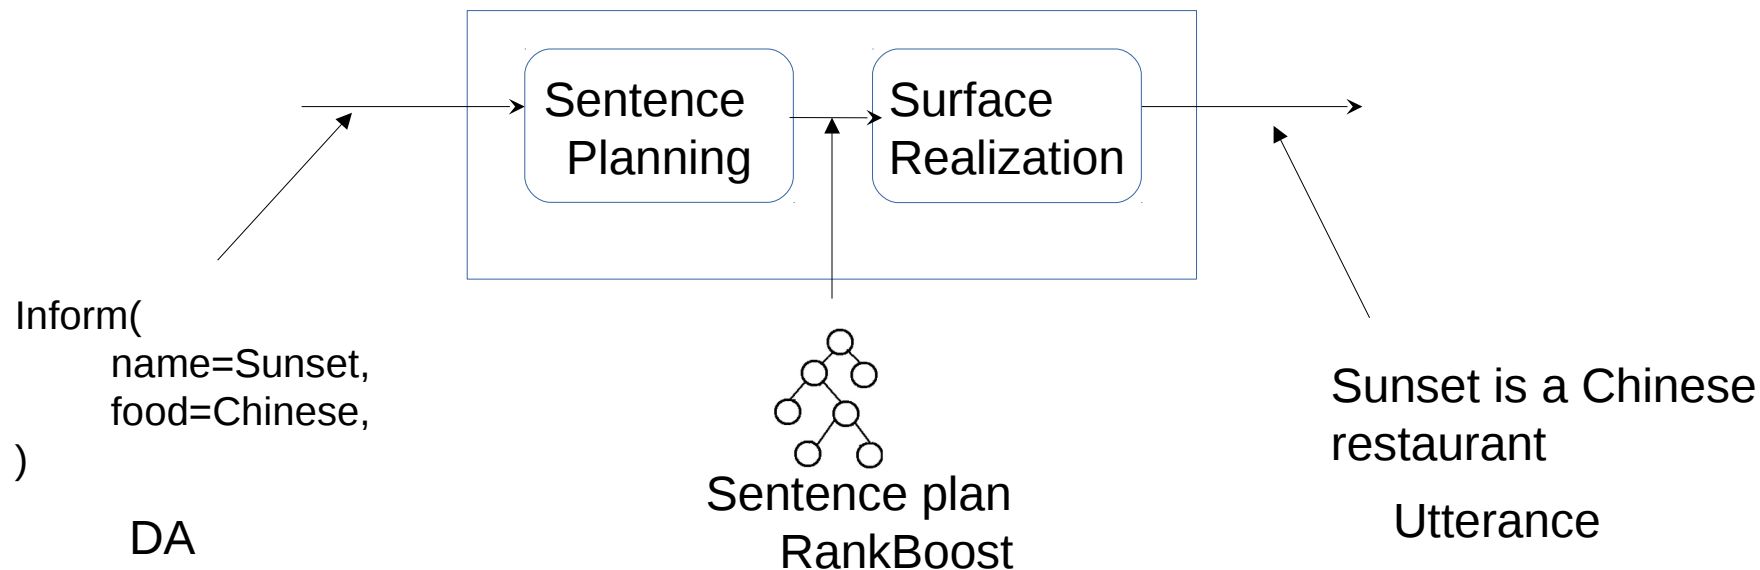 Sentence
Planning
Surface
Realization
Inform(
name=Sunset,
food=Chinese,
)
DA
Sentence plan
RankBoost
Sunset is a Chinese
restaurant
Utterance